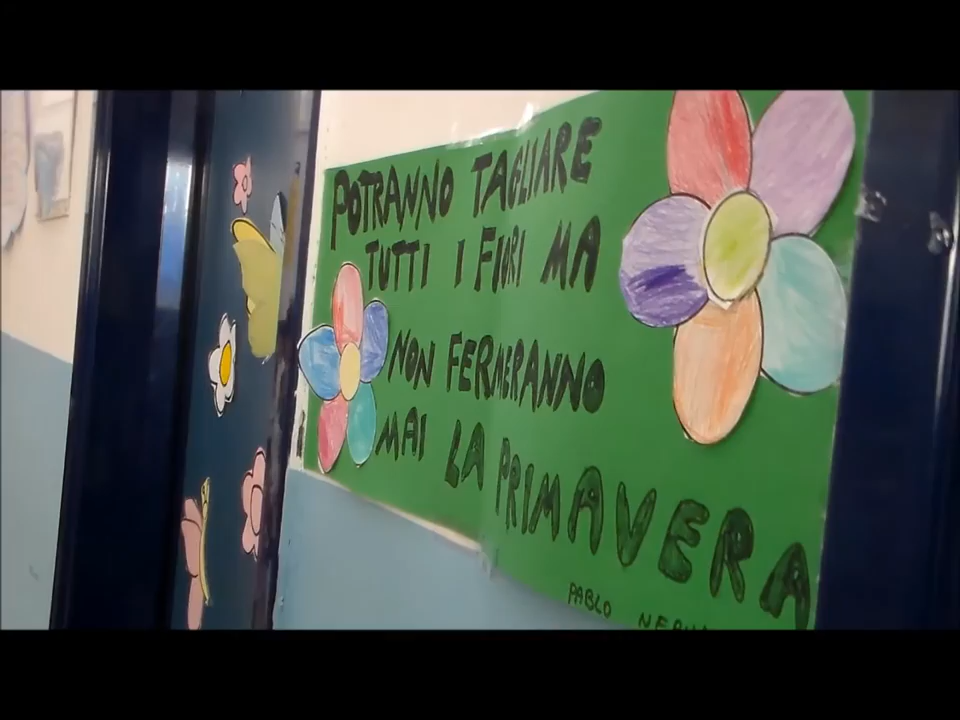 POTRANNO TAGLIARE
TUTTI I FIORI MA
NON FERMERANNO
MAI LA PRIMAVERA
PABLO